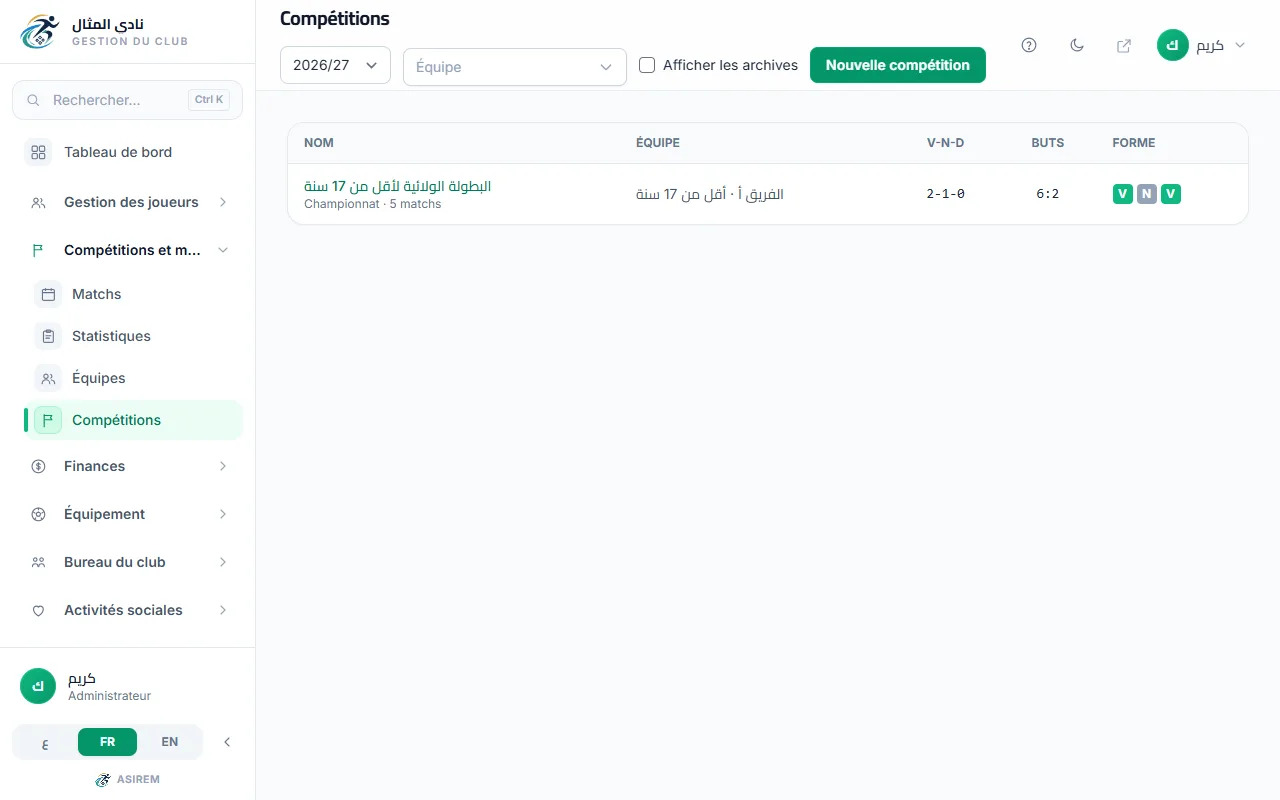 نادي المثال
GESTION DU CLUB
Rechercher...
Ctrl K
Tableau de bord
Gestion des joueurs
Compétitions et m...
Matchs
Statistiques
Équipes
Compétitions
Finances
Équipement
Bureau du club
Activités sociales
ك
كريم
Administrateur
ع
FR
EN
ASIREM
Compétitions
2026/27
Équipe
Afficher les archives
Nouvelle compétition
ك
كريم
NOM ÉQUIPE V-N-D BUTS FORME
البطولة الولائية لأقل من 17 سنة
Championnat · 5 matchs
الفريق أ · أقل من 17 سنة
2-1-0
6:2
V N V